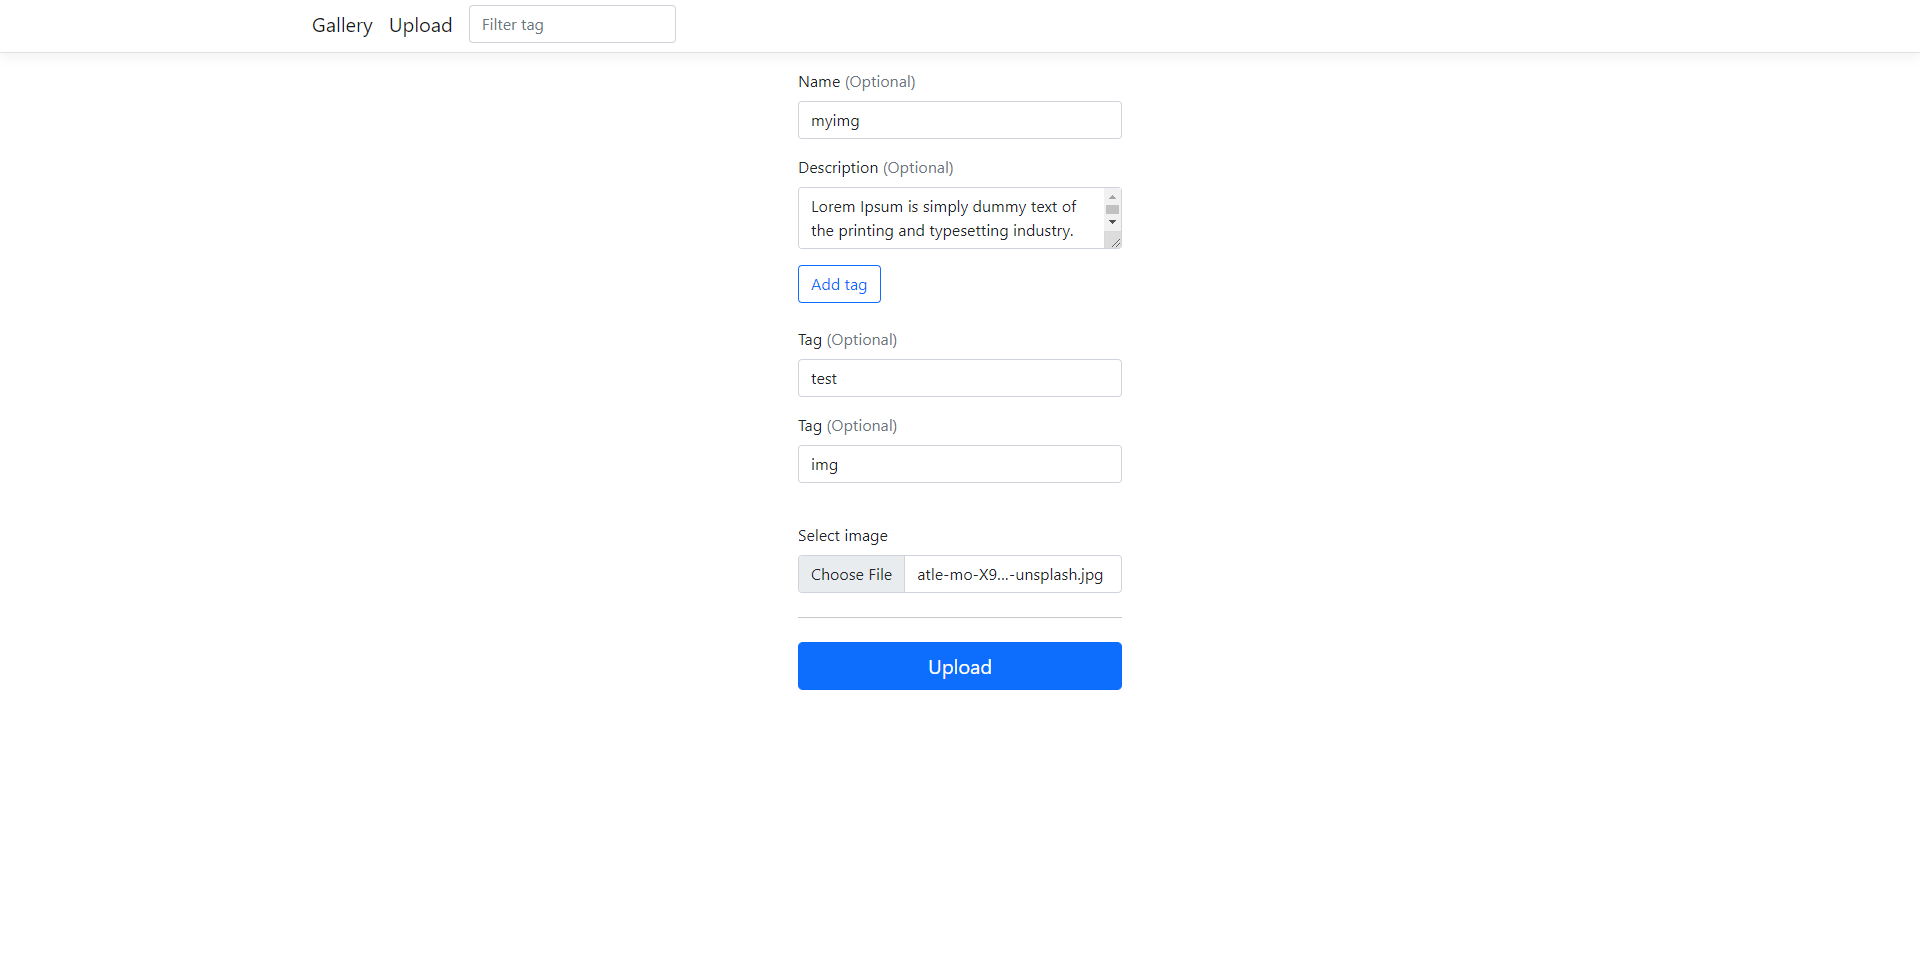 Gallery Upload Filter tag
Name (Optional)
myimg
Description (Optional)
Lorem Ipsum is simply dummy text of
the printing and typesetting industry.
Add tag
Tag (Optional)
test
Tag (Optional)
img
Select image
Choose File atle-mo-X9...-unsplash.jpg
Upload